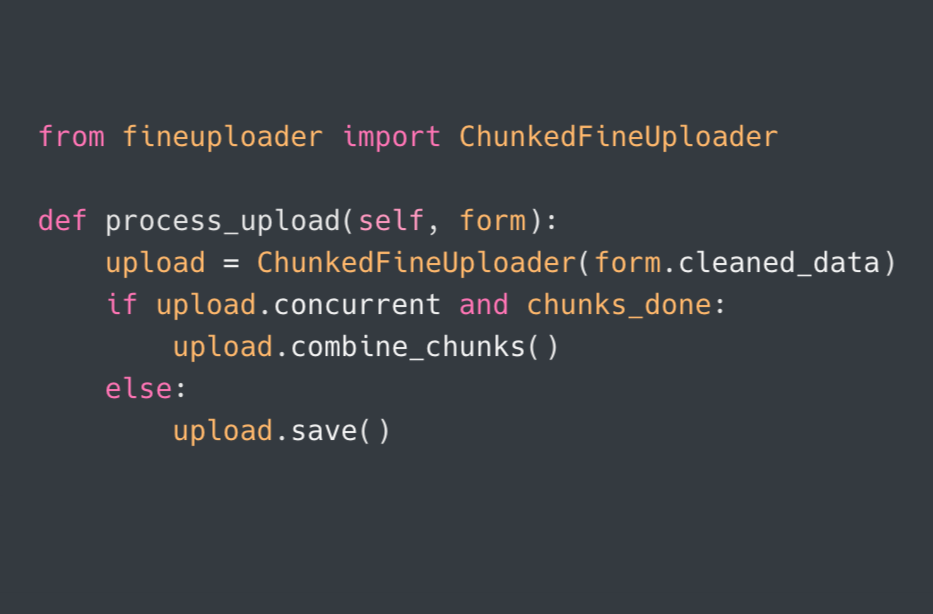 from fineuploader import ChunkedFineUploader
def process_upload(self, form):
    upload = ChunkedFineUploader(form.cleaned_data)
    if upload.concurrent and chunks_done:
        upload.combine_chunks()
    else:
        upload.save()